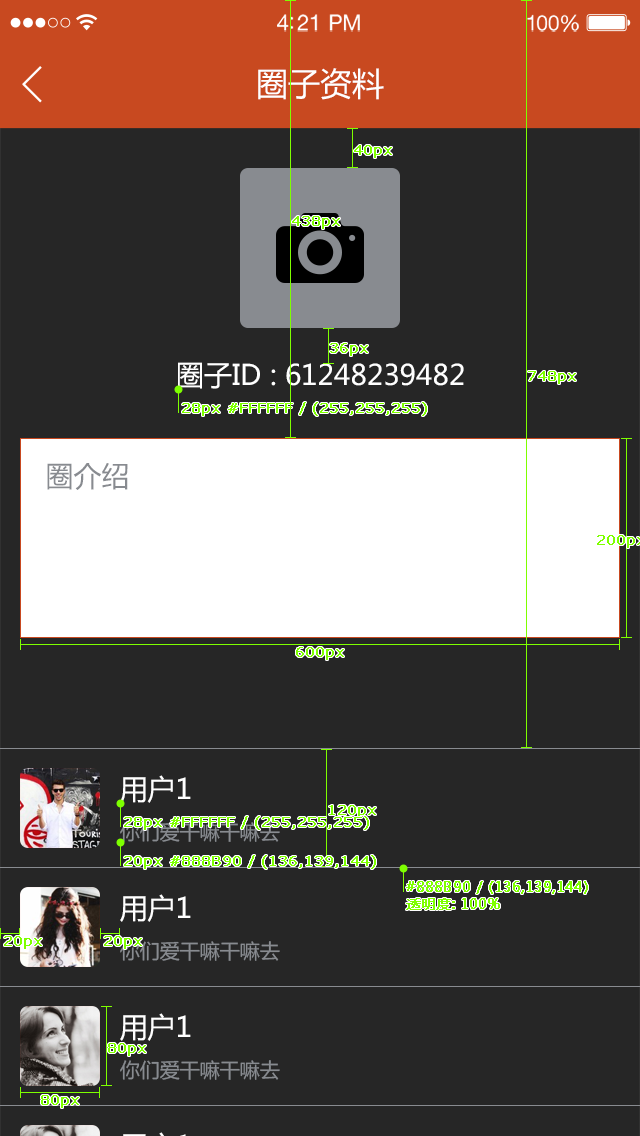 4:21 PM
100%
圈子资料
40px
438px
36px
圈子ID : 61248239482
748px
28px #FFFFFF / (255,255,255)
圈介绍
200px
600px
用户1
120px
28px #FFFFFF / (255,255,255)
你们爱干嘛干嘛去
20px #888B90 / (136,139,144)
#888B90 / (136,139,144)
透明度: 100%
用户1
20px
20px
你们爱干嘛干嘛去
用户1
80px
你们爱干嘛干嘛去
80px